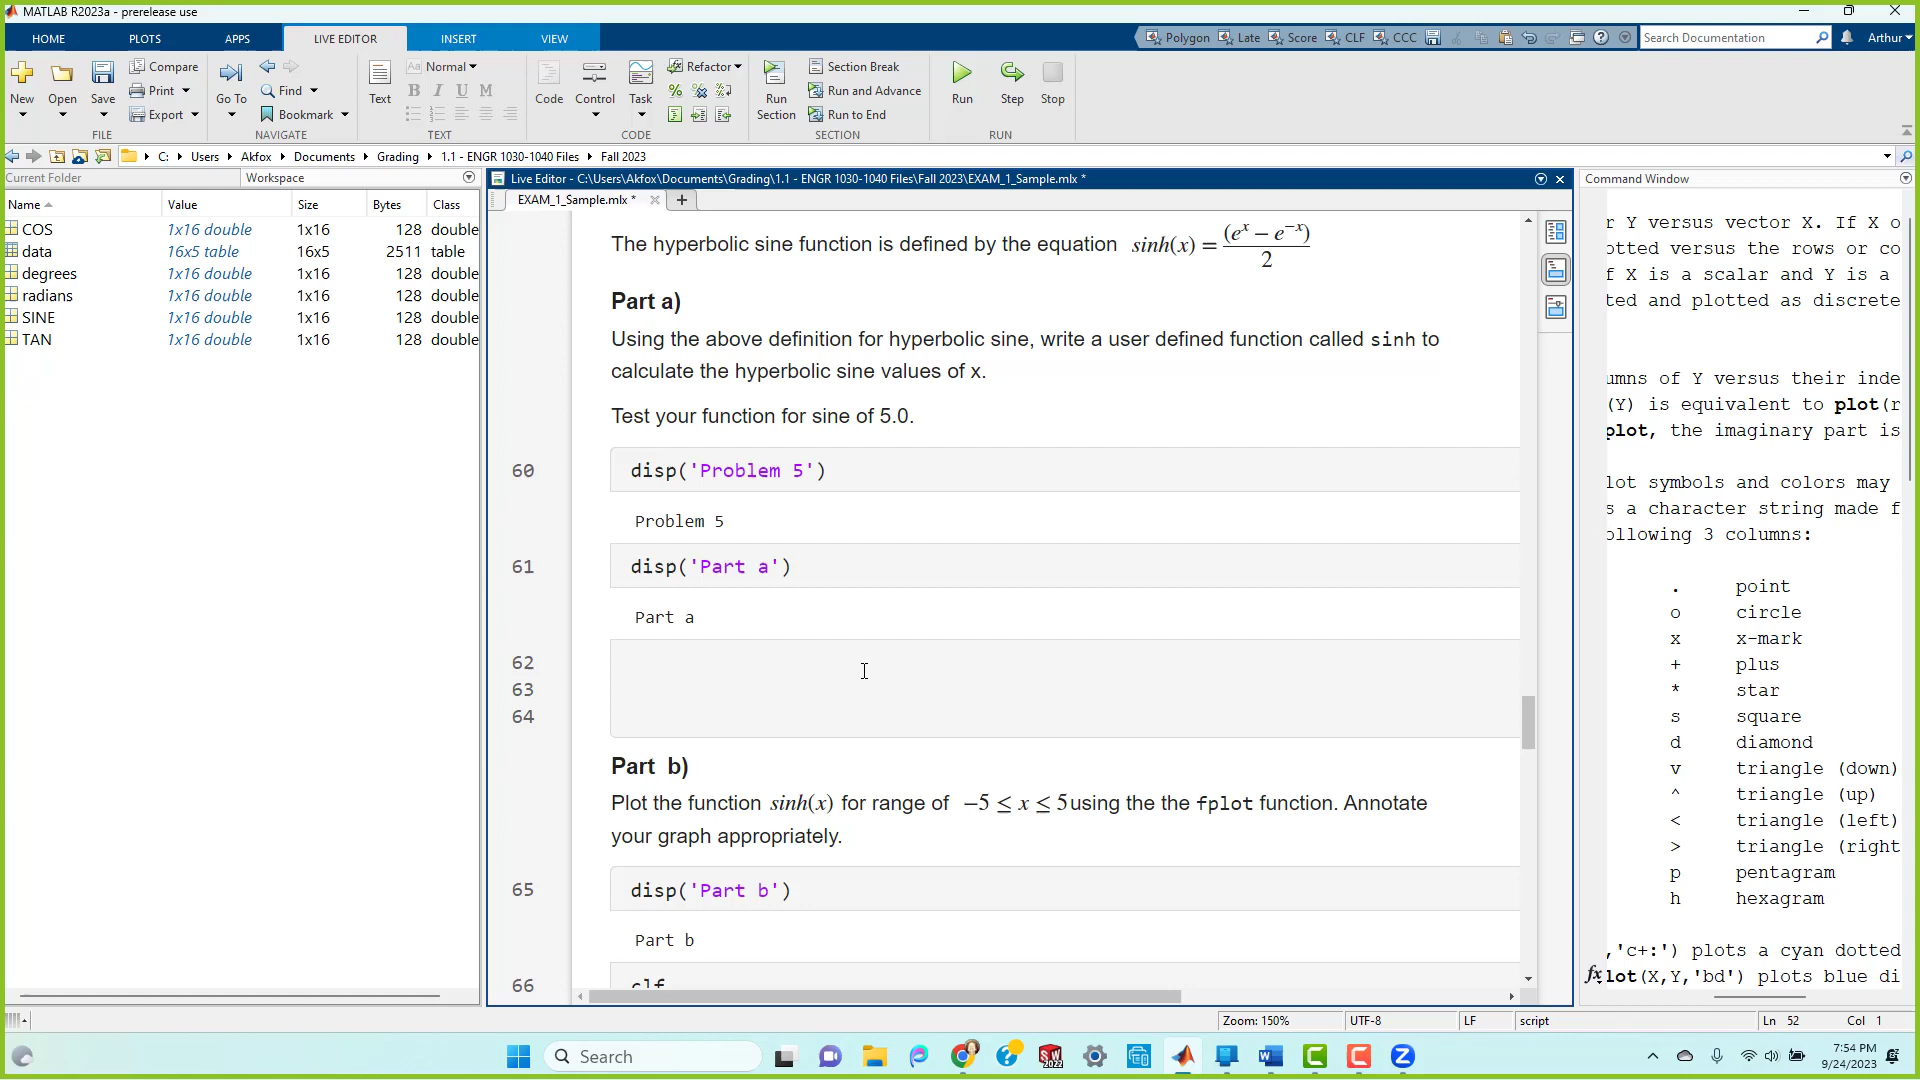 MATLAB R2023a - prerelease use
HOME PLOTS APPS LIVE EDITOR INSERT VIEW
Polygon Late Score CLF CCC Search Documentation Arthur
New Open Save Compare Print Export
FILE
Go To Find Bookmark
NAVIGATE
Text Aa Normal B I U M
TEXT
Code Control Task Refactor
CODE
Run Section Section Break Run and Advance Run to End
SECTION
Run Step Stop
RUN
C: Users Akfox Documents Grading 1.1 - ENGR 1030-1040 Files Fall 2023
Current Folder Workspace
Name Value Size Bytes Class
COS 1x16 double 1x16 128 double
data 16x5 table 16x5 2511 table
degrees 1x16 double 1x16 128 double
radians 1x16 double 1x16 128 double
SINE 1x16 double 1x16 128 double
TAN 1x16 double 1x16 128 double
Live Editor - C:\Users\Akfox\Documents\Grading\1.1 - ENGR 1030-1040 Files\Fall 2023\EXAM_1_Sample.mlx *
EXAM_1_Sample.mlx *
The hyperbolic sine function is defined by the equation sinh(x) = (e^x − e^−x) / 2
Part a)
Using the above definition for hyperbolic sine, write a user defined function called sinh to
calculate the hyperbolic sine values of x.
Test your function for sine of 5.0.
60 disp('Problem 5')
Problem 5
61 disp('Part a')
Part a
62
63
64
Part b)
Plot the function sinh(x) for range of −5 ≤ x ≤ 5using the the fplot function. Annotate
your graph appropriately.
65 disp('Part b')
Part b
66 clf
Command Window
r Y versus vector X. If X o
otted versus the rows or co
f X is a scalar and Y is a
ted and plotted as discrete
umns of Y versus their inde
(Y) is equivalent to plot(r
plot, the imaginary part is
lot symbols and colors may
s a character string made f
ollowing 3 columns:
. point
o circle
x x-mark
+ plus
* star
s square
d diamond
v triangle (down)
^ triangle (up)
< triangle (left)
> triangle (right
p pentagram
h hexagram
,'c+:') plots a cyan dotted
fx lot(X,Y,'bd') plots blue di
Zoom: 150% UTF-8 LF script Ln 52 Col 1
Search
7:54 PM
9/24/2023